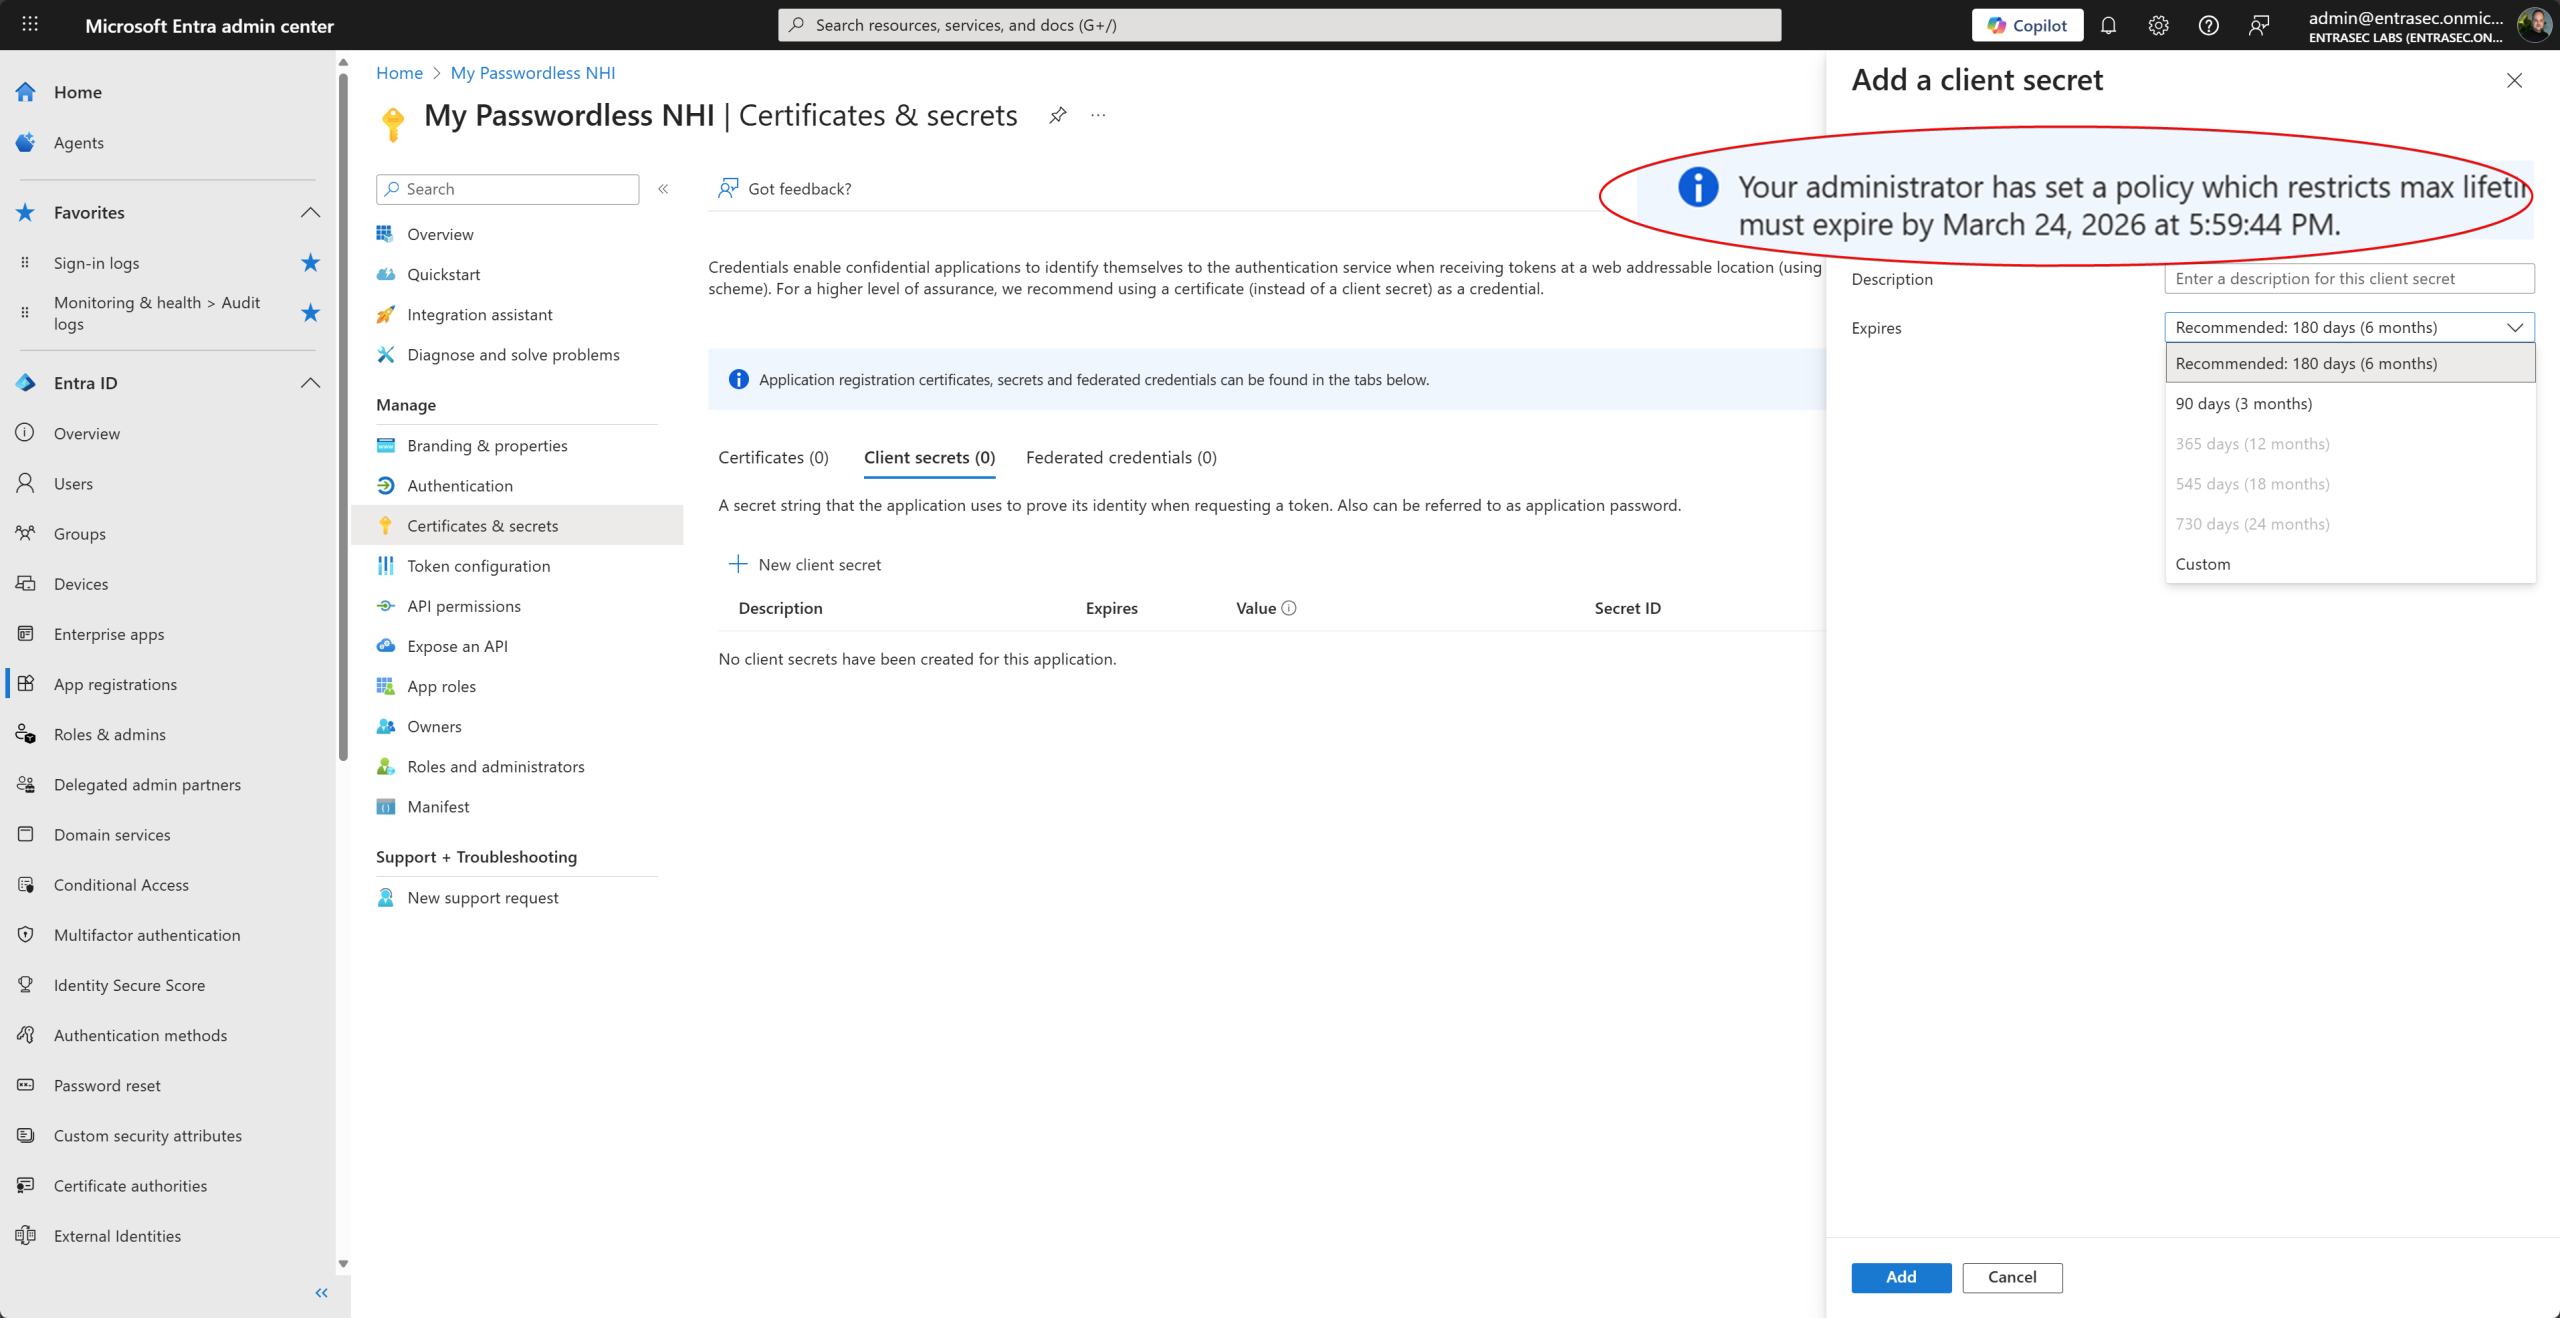 Microsoft Entra admin center
Search resources, services, and docs (G+/)
Copilot
admin@entrasec.onmic...
ENTRASEC LABS (ENTRASEC.ON...
Home
Agents
Favorites
Sign-in logs
Monitoring & health > Audit
logs
Entra ID
Overview
Users
Groups
Devices
Enterprise apps
App registrations
Roles & admins
Delegated admin partners
Domain services
Conditional Access
Multifactor authentication
Identity Secure Score
Authentication methods
Password reset
Custom security attributes
Certificate authorities
External Identities
Home > My Passwordless NHI
My Passwordless NHI | Certificates & secrets
Search
Overview
Quickstart
Integration assistant
Diagnose and solve problems
Manage
Branding & properties
Authentication
Certificates & secrets
Token configuration
API permissions
Expose an API
App roles
Owners
Roles and administrators
Manifest
Support + Troubleshooting
New support request
Got feedback?
Credentials enable confidential applications to identify themselves to the authentication service when receiving tokens at a web addressable location (using
scheme). For a higher level of assurance, we recommend using a certificate (instead of a client secret) as a credential.
Application registration certificates, secrets and federated credentials can be found in the tabs below.
Certificates (0) Client secrets (0) Federated credentials (0)
A secret string that the application uses to prove its identity when requesting a token. Also can be referred to as application password.
New client secret
Description Expires Value Secret ID
No client secrets have been created for this application.
Add a client secret
Your administrator has set a policy which restricts max
must expire by March 24, 2026 at 5:59:44 PM.
Description
Enter a description for this client secret
Expires
Recommended: 180 days (6 months)
Recommended: 180 days (6 months)
90 days (3 months)
365 days (12 months)
545 days (18 months)
730 days (24 months)
Custom
Add
Cancel